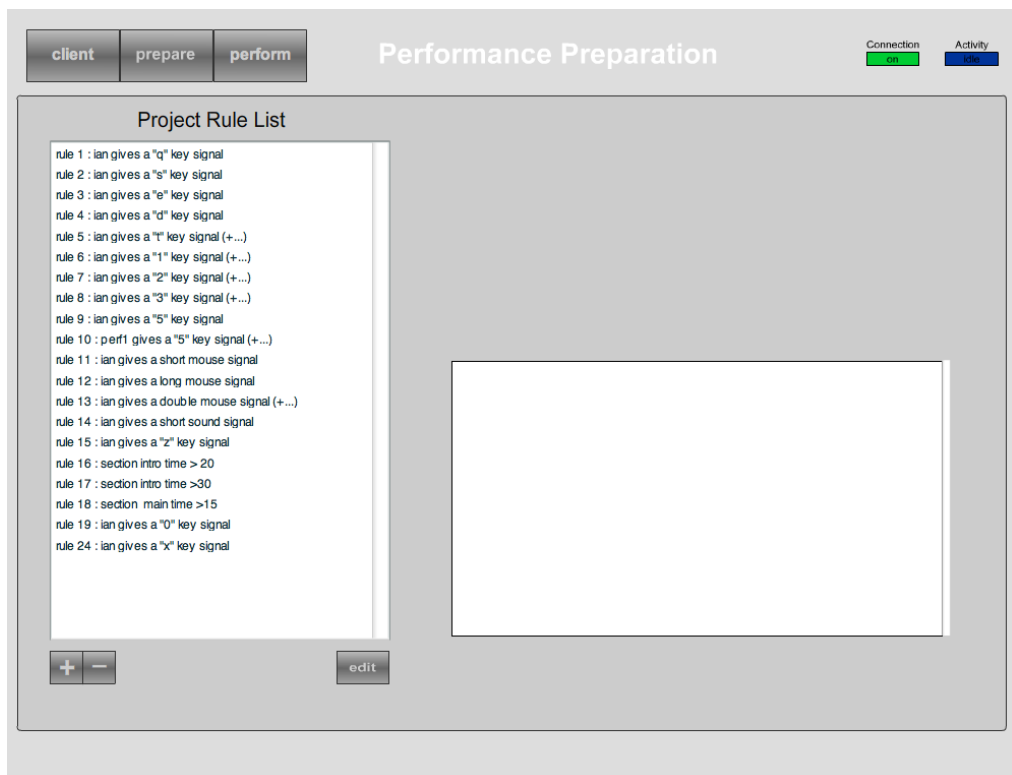 client prepare perform Performance Preparation Connection Activity
on idle
Project Rule List
rule 1 : ian gives a "q" key signal
rule 2 : ian gives a "s" key signal
rule 3 : ian gives a "e" key signal
rule 4 : ian gives a "d" key signal
rule 5 : ian gives a "t" key signal (+...)
rule 6 : ian gives a "1" key signal (+...)
rule 7 : ian gives a "2" key signal (+...)
rule 8 : ian gives a "3" key signal (+...)
rule 9 : ian gives a "5" key signal
rule 10 : perf1 gives a "5" key signal (+...)
rule 11 : ian gives a short mouse signal
rule 12 : ian gives a long mouse signal
rule 13 : ian gives a double mouse signal (+...)
rule 14 : ian gives a short sound signal
rule 15 : ian gives a "z" key signal
rule 16 : section intro time > 20
rule 17 : section intro time >30
rule 18 : section  main time >15
rule 19 : ian gives a "0" key signal
rule 24 : ian gives a "x" key signal
+ − edit